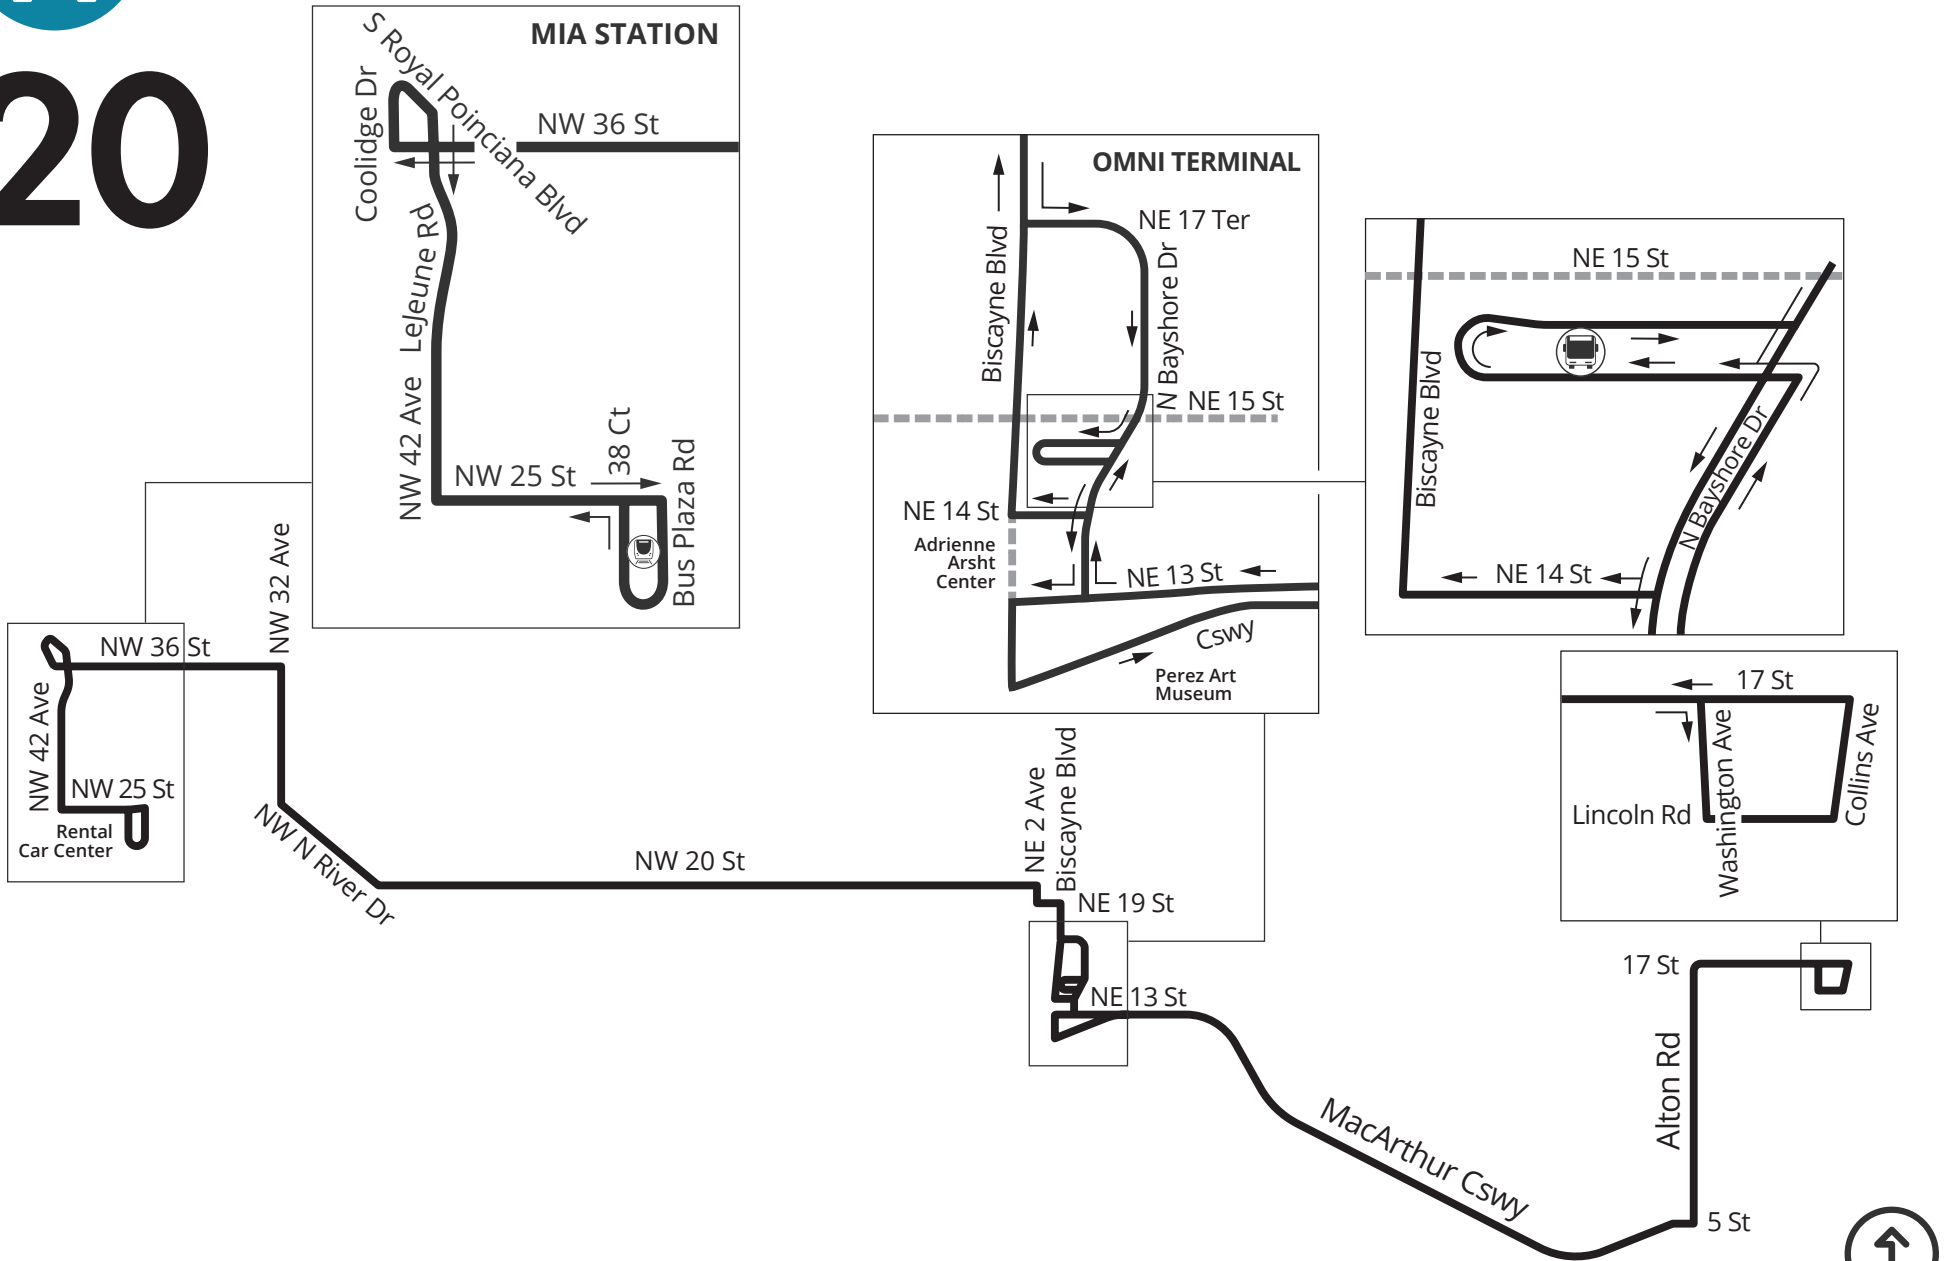 20
MIA STATION
S Royal Poinciana Blvd
Coolidge Dr
NW 36 St
NW 42 Ave LeJeune Rd
NW 25 St
38 Ct
Bus Plaza Rd
OMNI TERMINAL
NE 17 Ter
Biscayne Blvd
N Bayshore Dr
NE 15 St
NE 14 St
Adrienne
Arsht
Center
NE 13 St
Cswy
Perez Art
Museum
NE 15 St
Biscayne Blvd
N Bayshore Dr
NE 14 St
17 St
Washington Ave
Collins Ave
Lincoln Rd
NW 32 Ave
NW 36 St
NW 42 Ave
NW 25 St
Rental
Car Center
NW N River Dr
NW 20 St
NE 2 Ave
Biscayne Blvd
NE 19 St
NE 13 St
17 St
Alton Rd
MacArthur Cswy
5 St